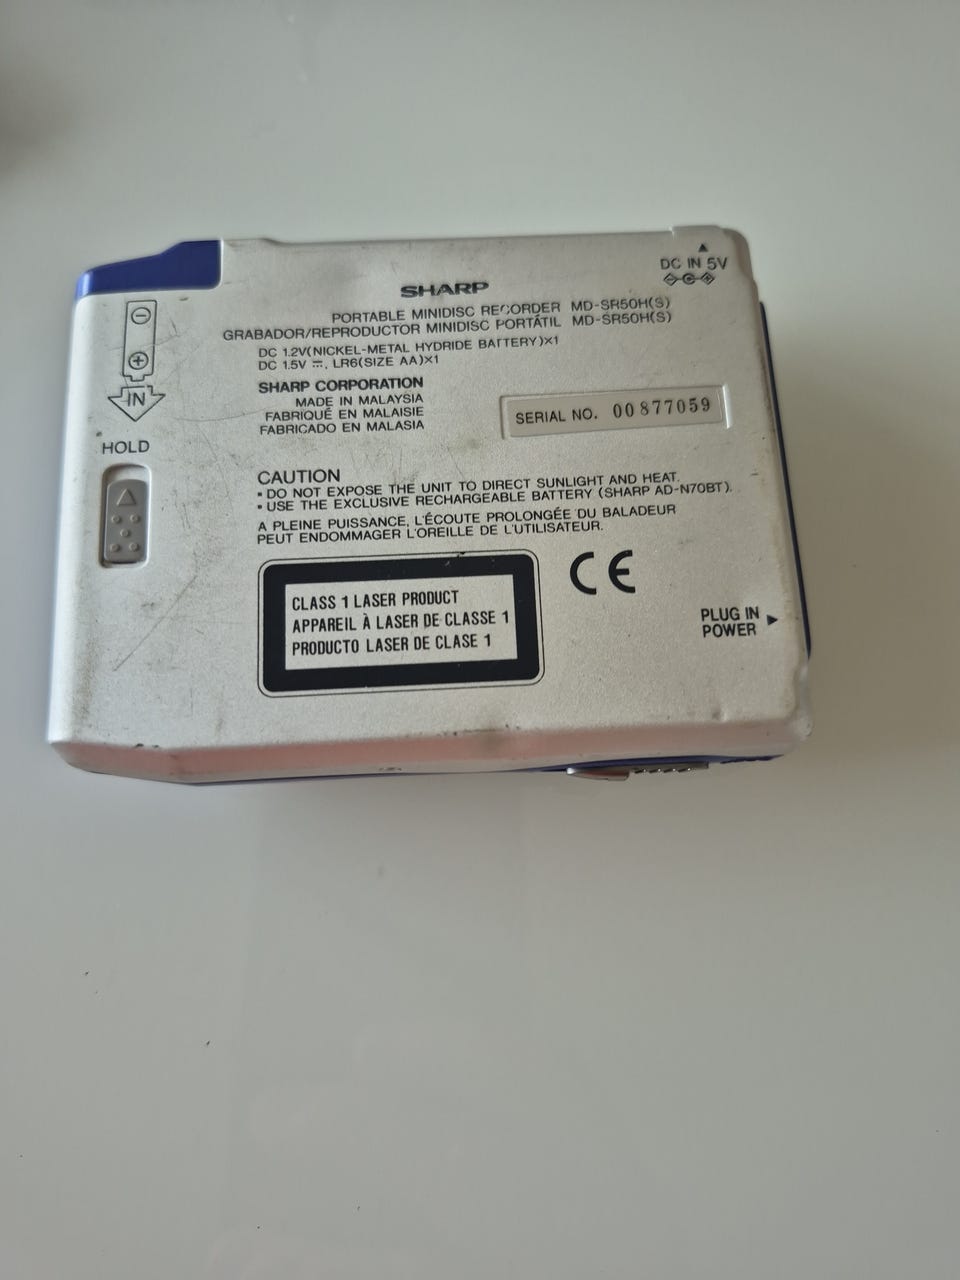 DC IN 5V
SHARP
PORTABLE MINIDISC RECORDER MD-SR50H(S)
GRABADOR/REPRODUCTOR MINIDISC PORTÁTIL MD-SR50H(S)
DC 1.2V(NICKEL-METAL HYDRIDE BATTERY)×1
DC 1.5V ⎓, LR6(SIZE AA)×1
IN
SHARP CORPORATION
MADE IN MALAYSIA
FABRIQUÉ EN MALAISIE
FABRICADO EN MALASIA
SERIAL NO. 00877059
HOLD
CAUTION
• DO NOT EXPOSE THE UNIT TO DIRECT SUNLIGHT AND HEAT.
• USE THE EXCLUSIVE RECHARGEABLE BATTERY (SHARP AD-N70BT).
A PLEINE PUISSANCE, L'ÉCOUTE PROLONGÉE DU BALADEUR
PEUT ENDOMMAGER L'OREILLE DE L'UTILISATEUR.
CE
CLASS 1 LASER PRODUCT
APPAREIL À LASER DE CLASSE 1
PRODUCTO LASER DE CLASE 1
PLUG IN
POWER